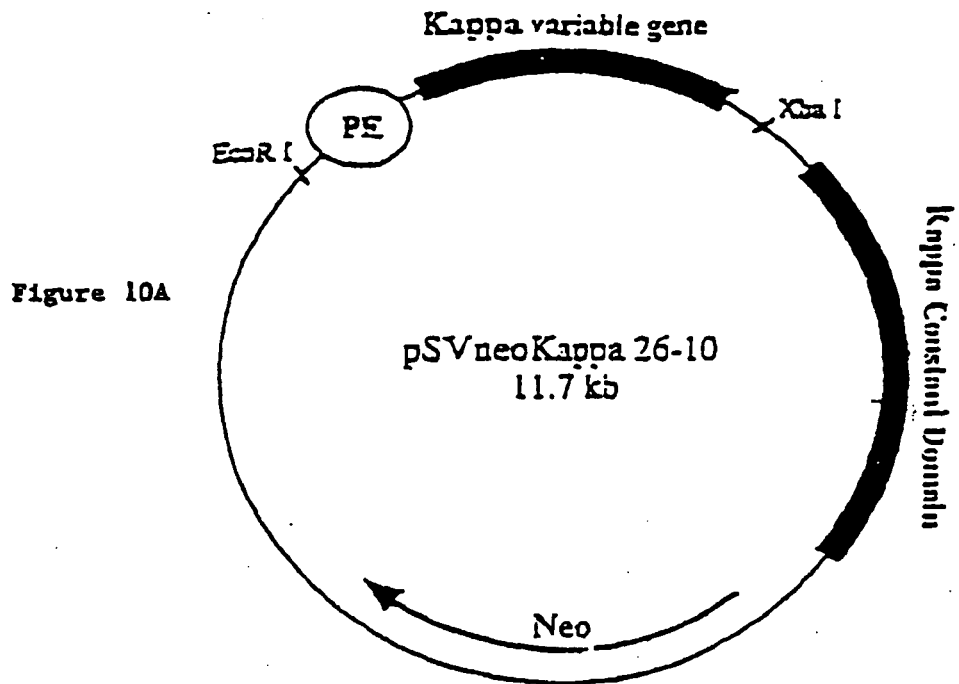 Kappa variable gene
PE
Xba I
EcoR I
Kappa Constant Domain
Figure 10A
pSVneoKappa 26-10
11.7 kb
Neo